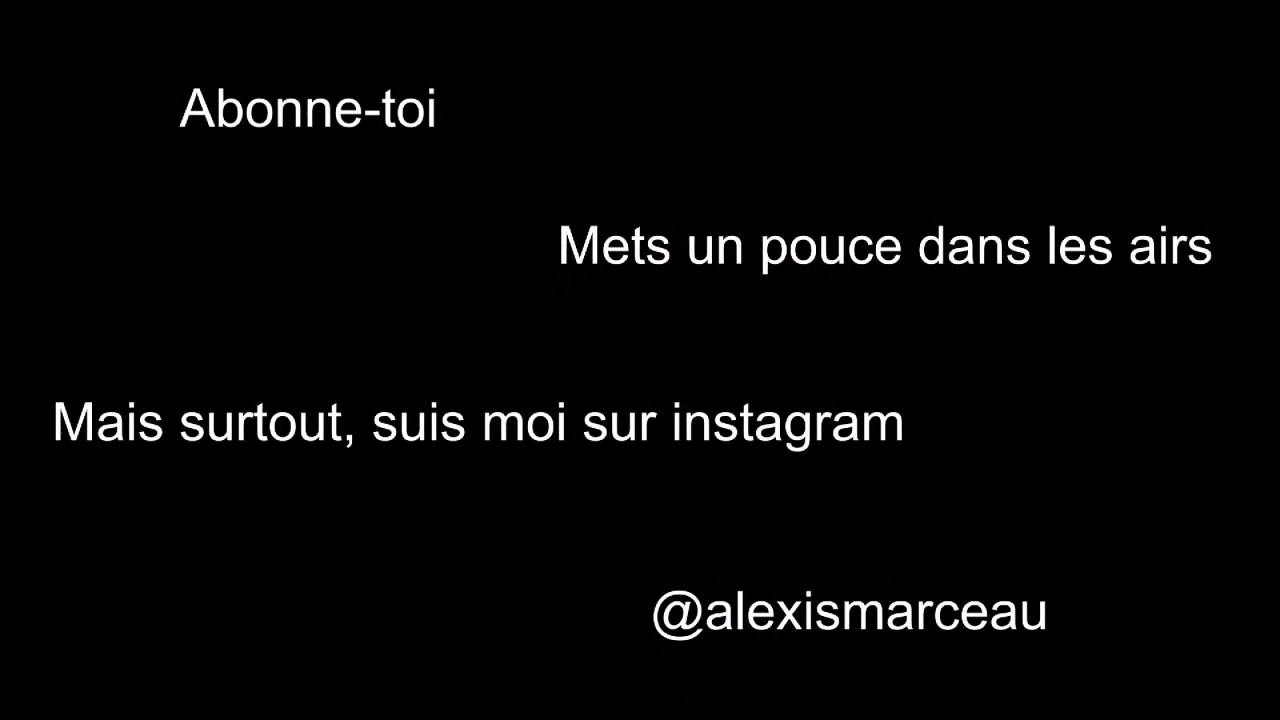 Abonne-toi
Mets un pouce dans les airs
Mais surtout, suis moi sur instagram
@alexismarceau